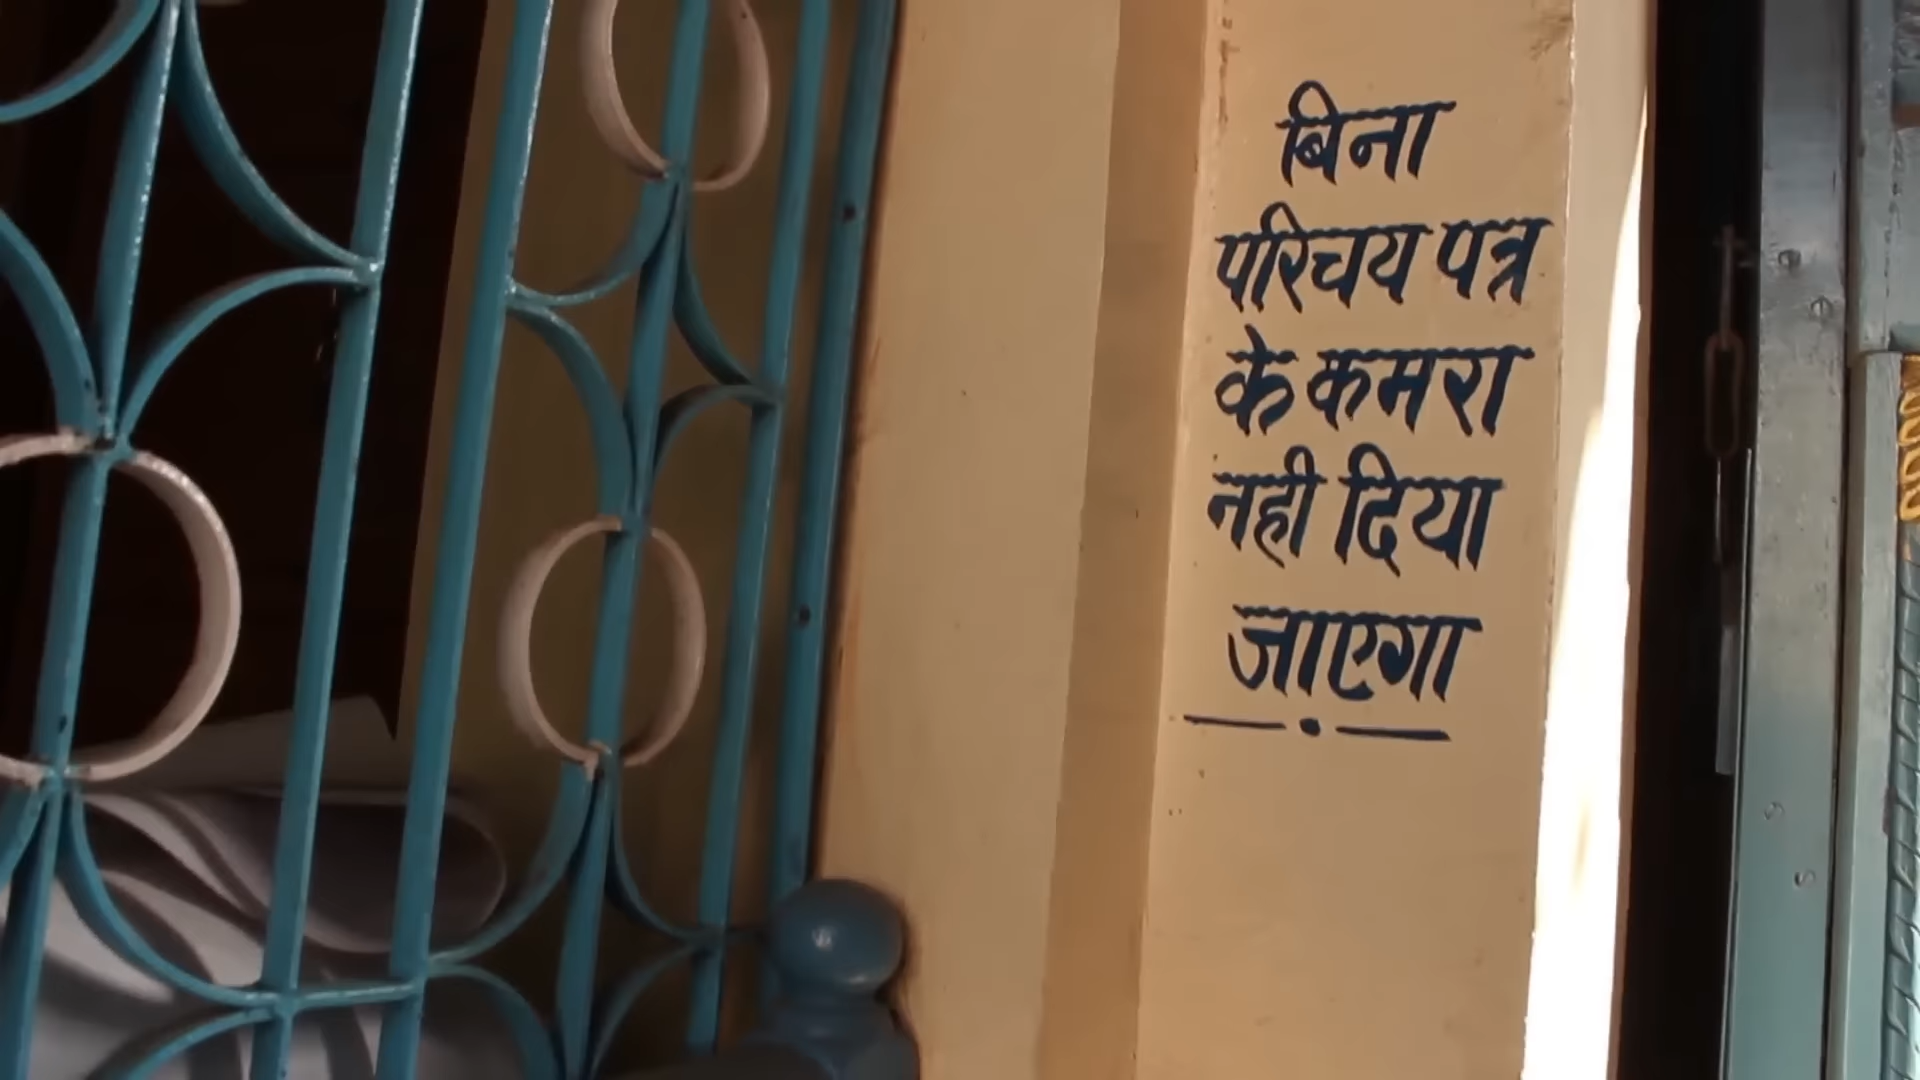 बिना
परिचय पत्र
के कमरा
नही दिया
जाएगा